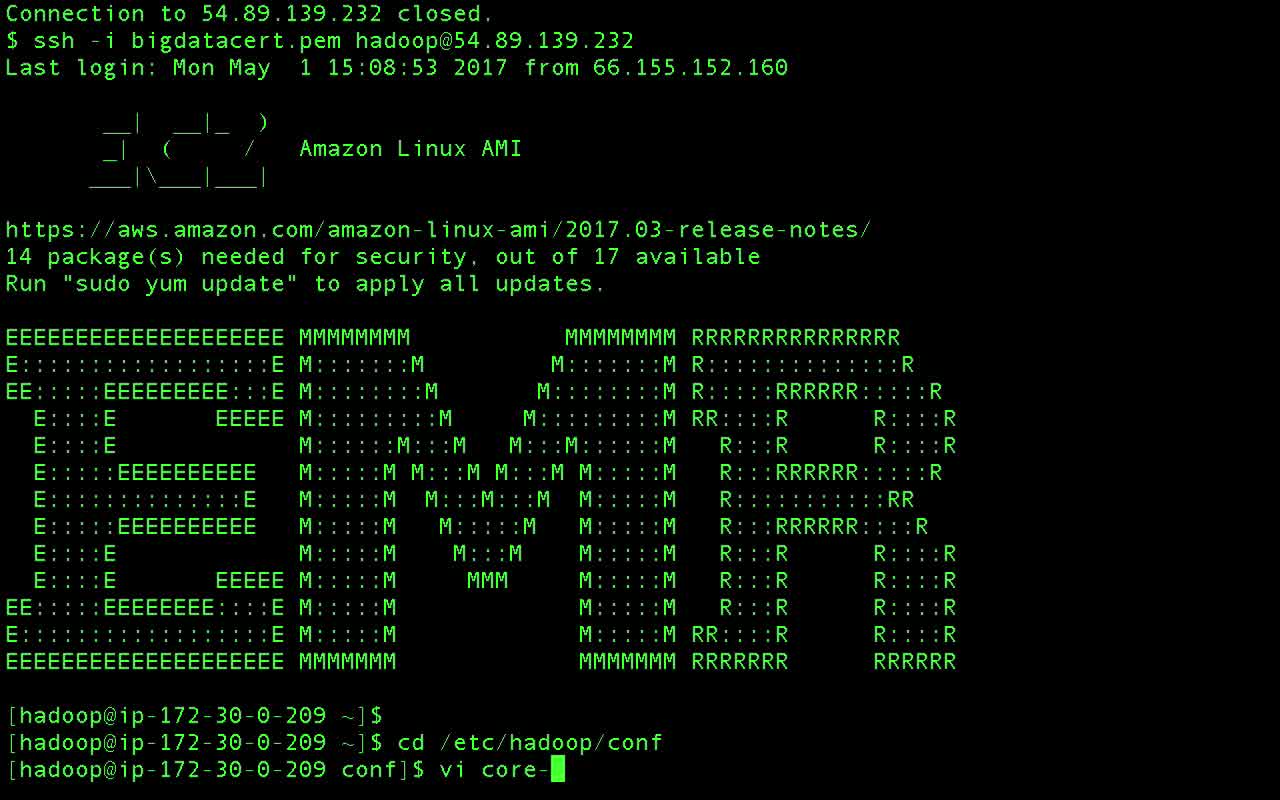 Connection to 54.89.139.232 closed.
$ ssh -i bigdatacert.pem hadoop@54.89.139.232
Last login: Mon May  1 15:08:53 2017 from 66.155.152.160

       __|  __|_  )
       _|  (     /   Amazon Linux AMI
      ___|\___|___|

https://aws.amazon.com/amazon-linux-ami/2017.03-release-notes/
14 package(s) needed for security, out of 17 available
Run "sudo yum update" to apply all updates.

EEEEEEEEEEEEEEEEEEEE MMMMMMMM           MMMMMMMM RRRRRRRRRRRRRRR
E::::::::::::::::::E M:::::::M         M:::::::M R::::::::::::::R
EE:::::EEEEEEEEE:::E M::::::::M       M::::::::M R:::::RRRRRR:::::R
  E::::E       EEEEE M:::::::::M     M:::::::::M RR::::R      R::::R
  E::::E             M::::::M:::M   M:::M::::::M   R:::R      R::::R
  E:::::EEEEEEEEEE   M:::::M M:::M M:::M M:::::M   R:::RRRRRR:::::R
  E::::::::::::::E   M:::::M  M:::M:::M  M:::::M   R:::::::::::RR
  E:::::EEEEEEEEEE   M:::::M   M:::::M   M:::::M   R:::RRRRRR::::R
  E::::E             M:::::M    M:::M    M:::::M   R:::R      R::::R
  E::::E       EEEEE M:::::M     MMM     M:::::M   R:::R      R::::R
EE:::::EEEEEEEE::::E M:::::M             M:::::M   R:::R      R::::R
E::::::::::::::::::E M:::::M             M:::::M RR::::R      R::::R
EEEEEEEEEEEEEEEEEEEE MMMMMMM             MMMMMMM RRRRRRR      RRRRRR

[hadoop@ip-172-30-0-209 ~]$
[hadoop@ip-172-30-0-209 ~]$ cd /etc/hadoop/conf
[hadoop@ip-172-30-0-209 conf]$ vi core-